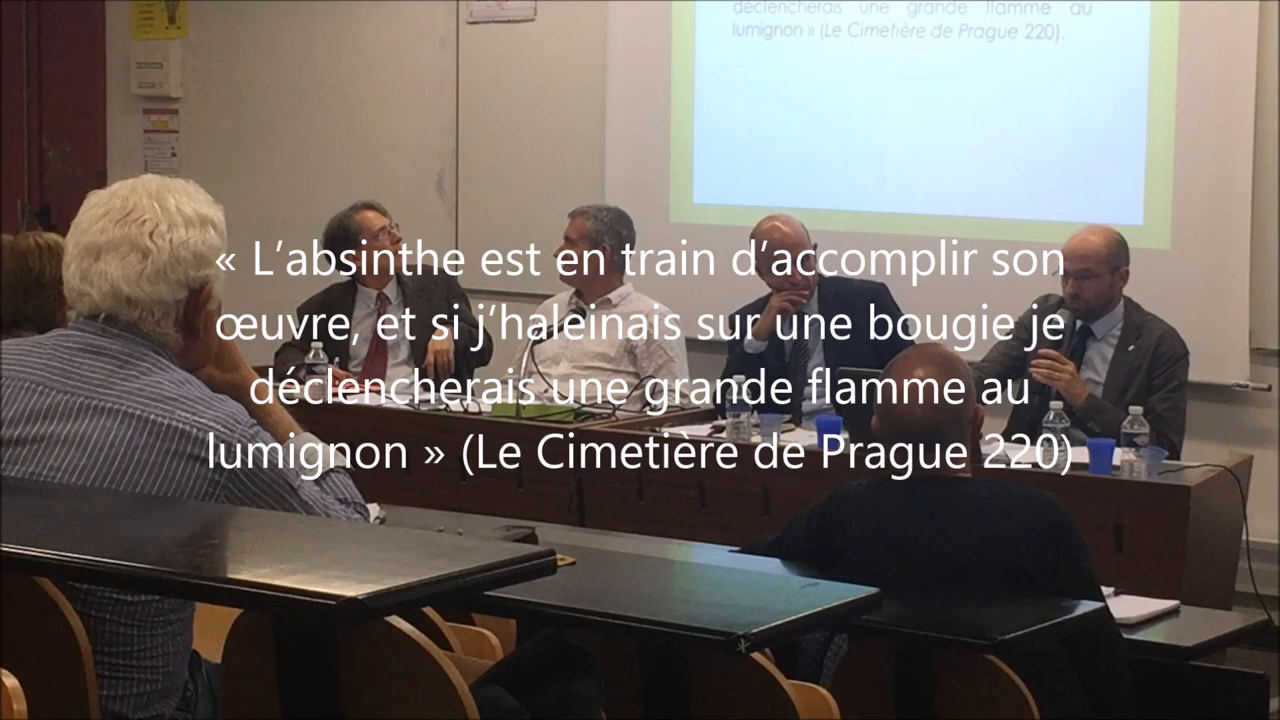 déclencherais une grande flamme au
lumignon » (Le Cimetière de Prague 220).
« L’absinthe est en train d’accomplir son
œuvre, et si j’haleinais sur une bougie je
déclencherais une grande flamme au
lumignon » (Le Cimetière de Prague 220)